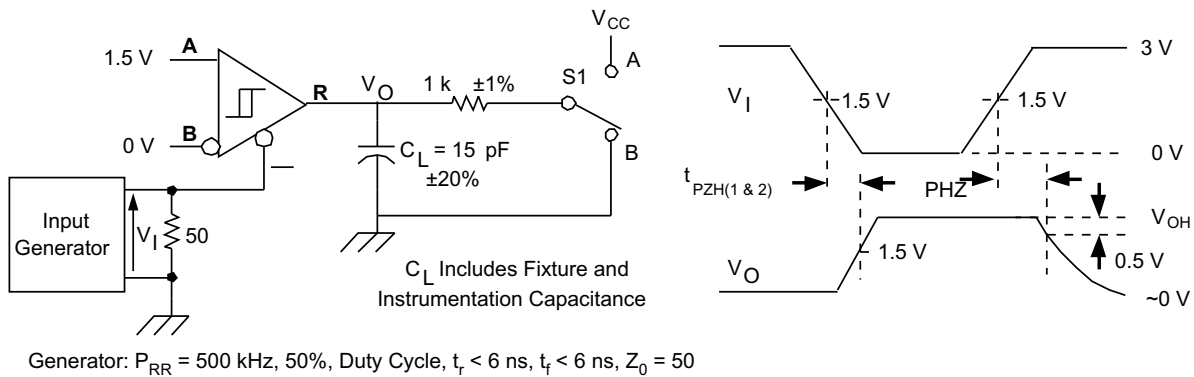 V_CC
A
1.5 V
A
S1
R
V_O
1 k
±1%
B
0 V
B
C_L = 15 pF
±20%
Input
Generator
V_I
50
C_L Includes Fixture and
Instrumentation Capacitance
Generator: P_RR = 500 kHz, 50%, Duty Cycle, t_r < 6 ns, t_f < 6 ns, Z_0 = 50
3 V
V_I
1.5 V
1.5 V
0 V
t_PZH(1 & 2)
PHZ
V_OH
1.5 V
0.5 V
V_O
~0 V